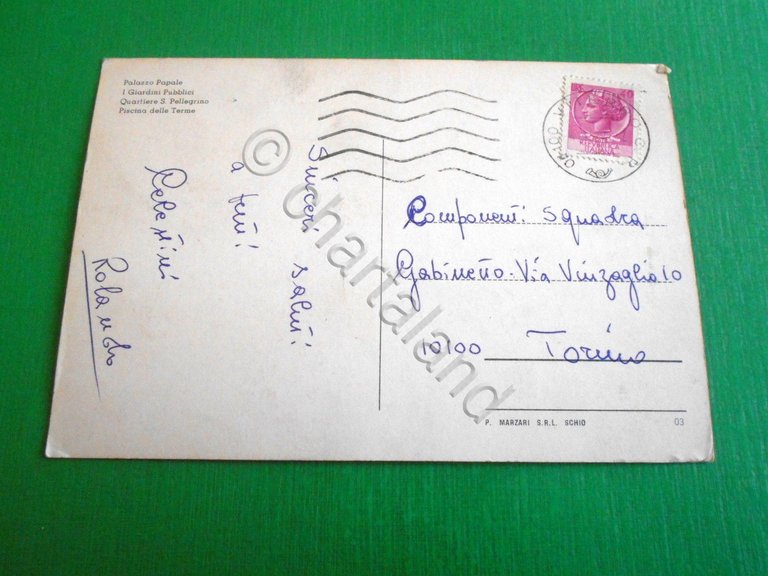 Palazzo Papale
I Giardini Pubblici
Quartiere S. Pellegrino
Piscina delle Terme
Sinceri saluti
a tutti
Celestini
Rolando
Componenti Squadra
Gabinetto - Via Vinzaglio 10
10100 Torino
P. MARZARI S.R.L. SCHIO 03
© chartaland